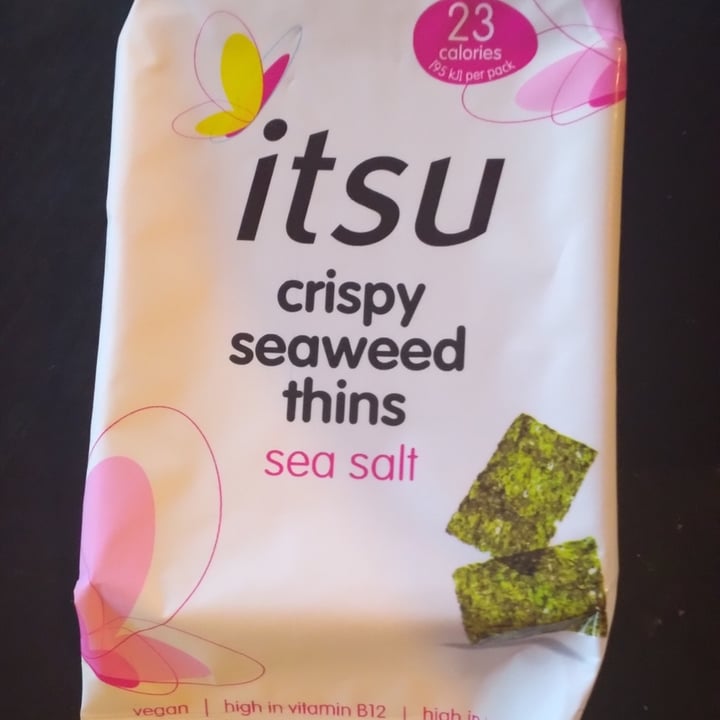 23
calories
(95 kJ) per pack
itsu
crispy
seaweed
thins
sea salt
vegan | high in vitamin B12 | high in